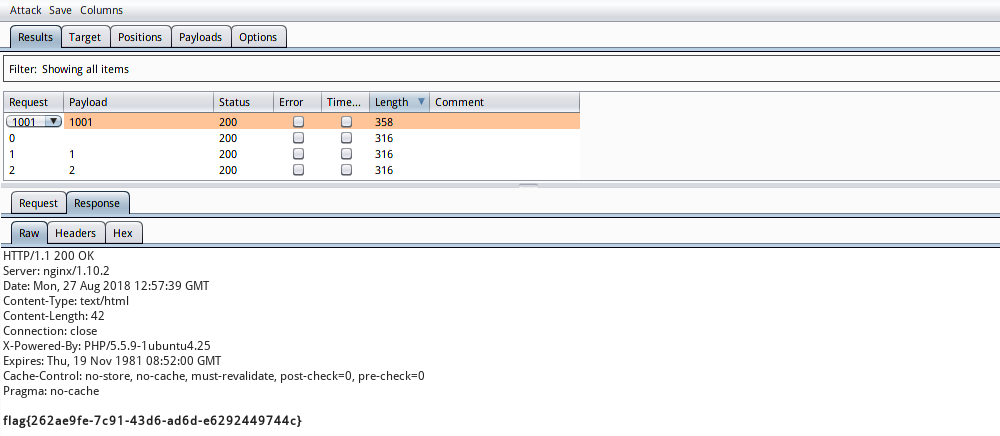 Attack Save Columns
Results Target Positions Payloads Options
Filter: Showing all items
Request Payload Status Error Time... Length Comment
1001 1001 200 358
0 200 316
1 1 200 316
2 2 200 316
Request Response
Raw Headers Hex
HTTP/1.1 200 OK
Server: nginx/1.10.2
Date: Mon, 27 Aug 2018 12:57:39 GMT
Content-Type: text/html
Content-Length: 42
Connection: close
X-Powered-By: PHP/5.5.9-1ubuntu4.25
Expires: Thu, 19 Nov 1981 08:52:00 GMT
Cache-Control: no-store, no-cache, must-revalidate, post-check=0, pre-check=0
Pragma: no-cache
flag{262ae9fe-7c91-43d6-ad6d-e6292449744c}